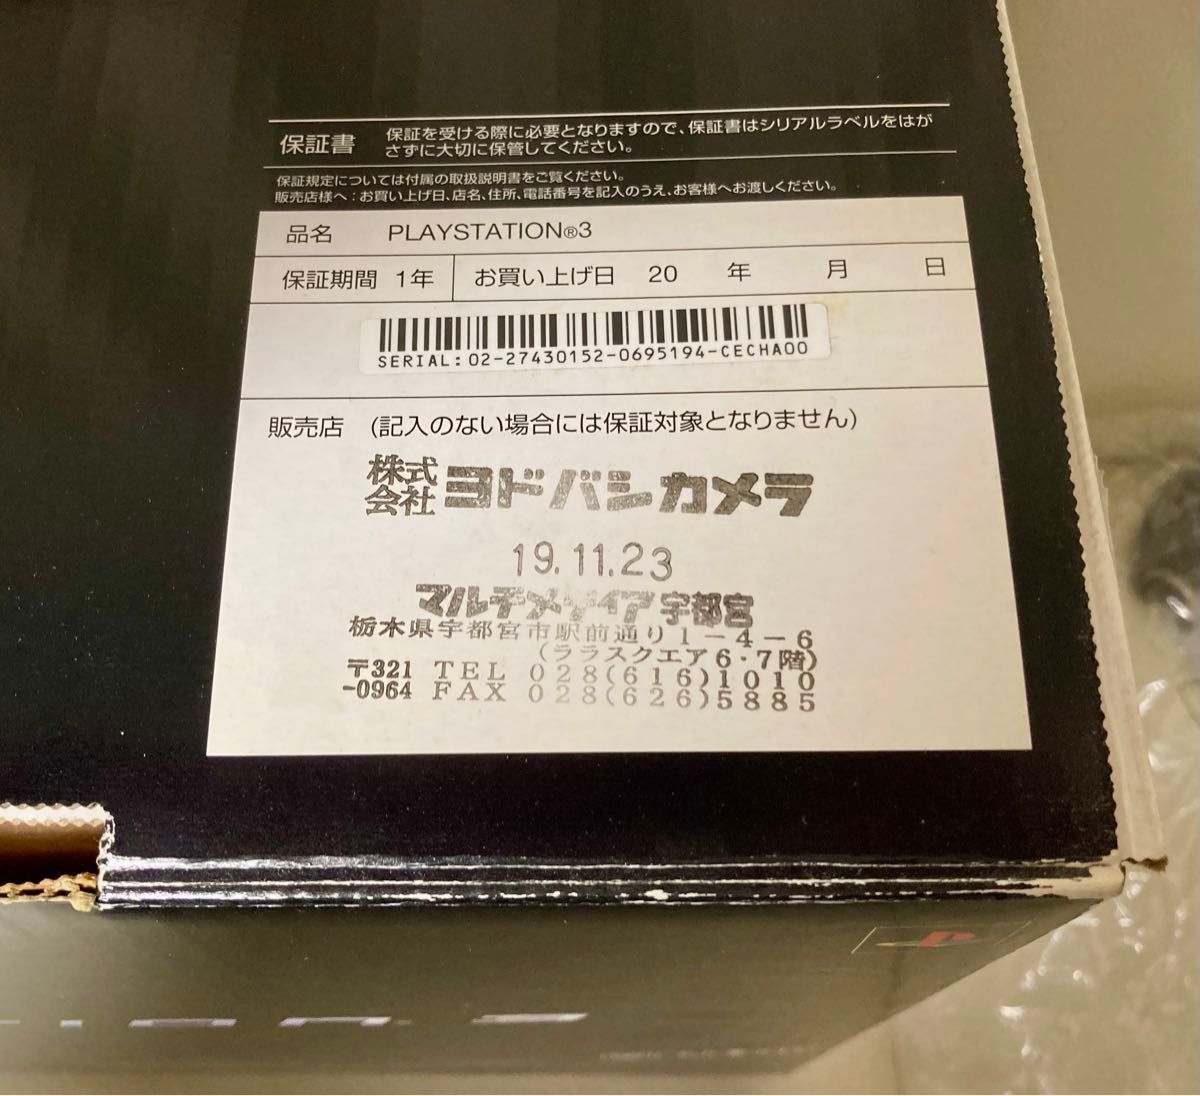 保証書
保証を受ける際に必要となりますので、保証書はシリアルラベルをはが
さずに大切に保管してください。
保証規定については付属の取扱説明書をご覧ください。
販売店様へ：お買い上げ日、店名、住所、電話番号を記入のうえ、お客様へお渡しください。
品名 PLAYSTATION®3
保証期間 1年 お買い上げ日 20 年 月 日
SERIAL: 02-27430152-0695194-CECHA00
販売店 (記入のない場合には保証対象となりません)
株式会社ヨドバシカメラ
19.11.23
マルチメディア宇都宮
栃木県宇都宮市駅前通り1-4-6
(ララスクエア6・7階)
〒321 TEL 028(616)1010
-0964 FAX 028(626)5885